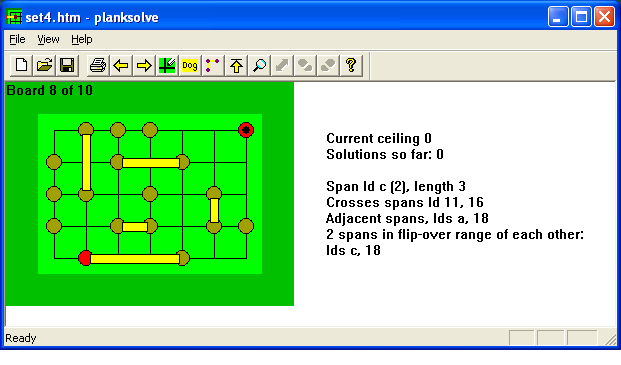 set4.htm - planksolve
File View Help
Dog ?
Board 8 of 10
Current ceiling 0
Solutions so far: 0
Span Id c (2), length 3
Crosses spans Id 11, 16
Adjacent spans, Ids a, 18
2 spans in flip-over range of each other:
Ids c, 18
Ready